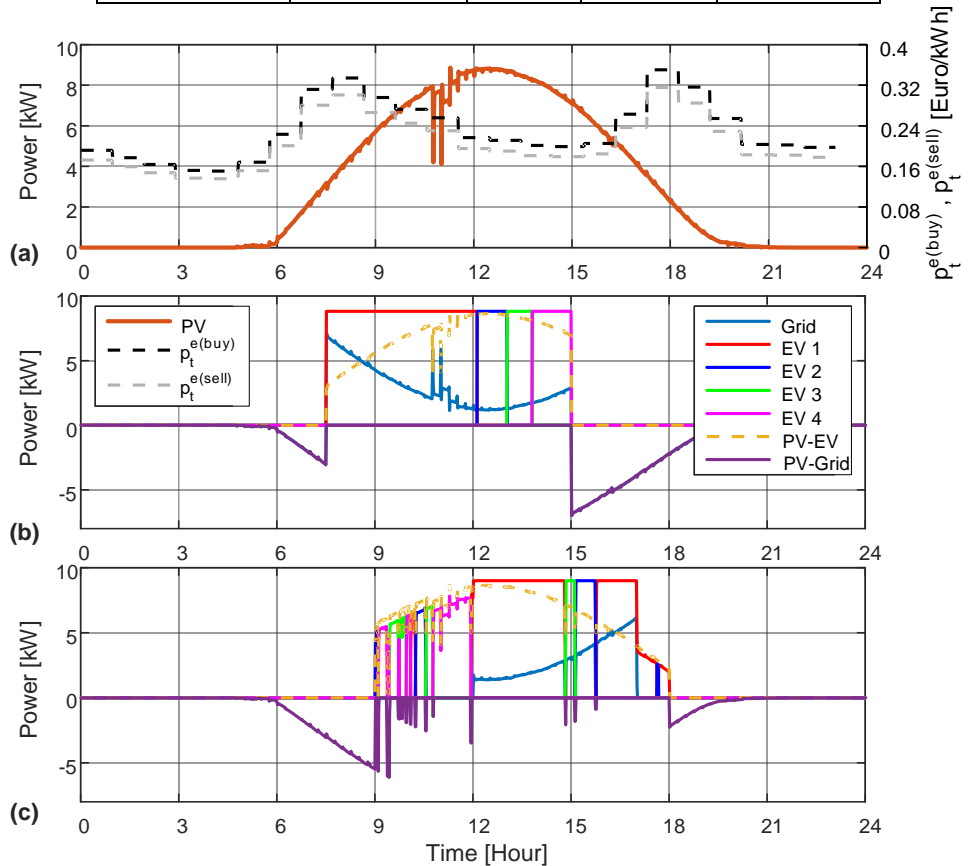 10
8
6
4
2
0
Power [kW]
0.4
0.32
0.24
0.16
0.08
0
p_t^e(buy) , p_t^e(sell) [Euro/kWh]
(a)
0 3 6 9 12 15 18 21 24
10
5
0
-5
Power [kW]
PV
p_t^e(buy)
p_t^e(sell)
Grid
EV 1
EV 2
EV 3
EV 4
PV-EV
PV-Grid
(b)
0 3 6 9 12 15 18 21 24
10
5
0
-5
Power [kW]
(c)
0 3 6 9 12 15 18 21 24
Time [Hour]